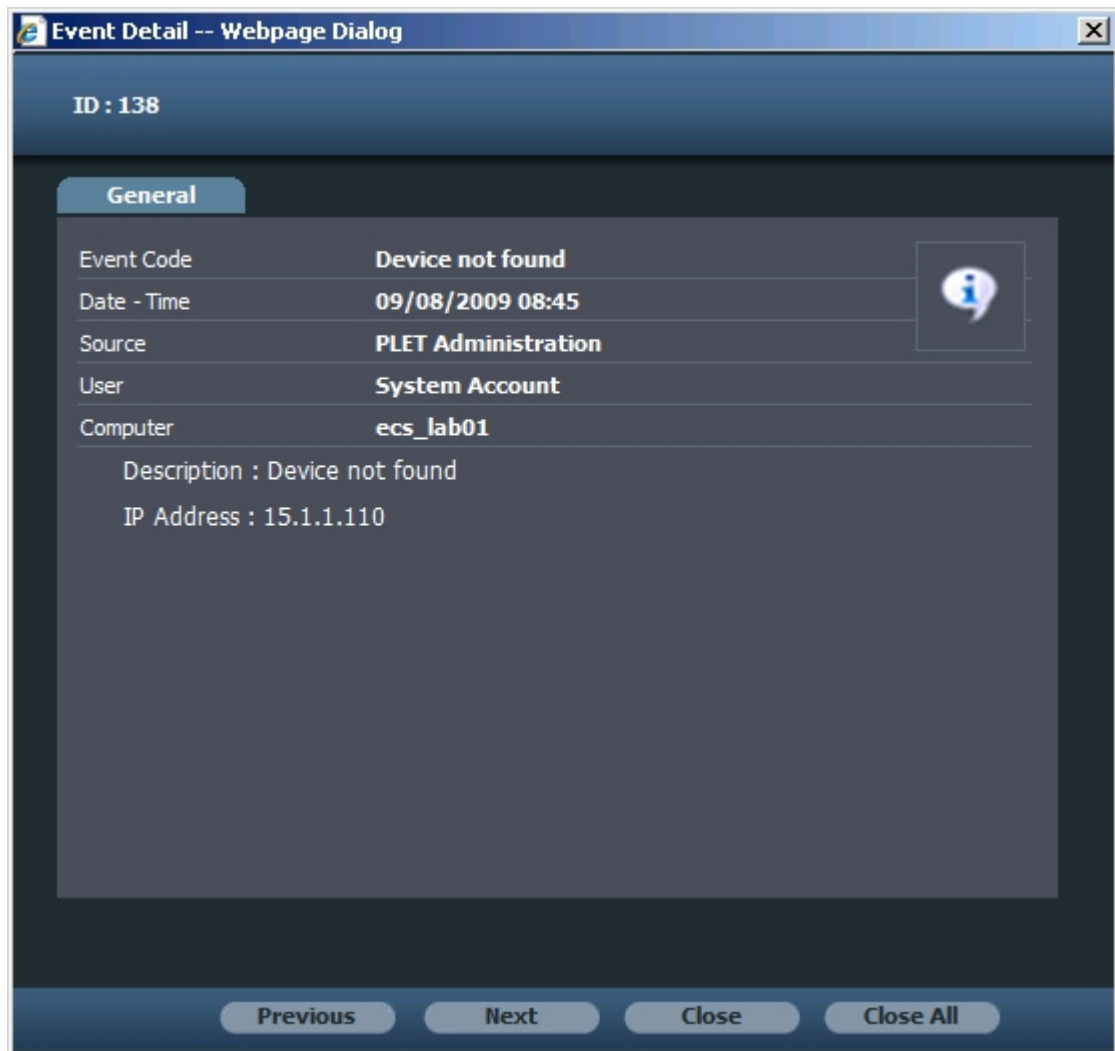 Event Detail -- Webpage Dialog
ID : 138
General
Event Code Device not found
Date - Time 09/08/2009 08:45
Source PLET Administration
User System Account
Computer ecs_lab01
Description : Device not found
IP Address : 15.1.1.110
Previous Next Close Close All